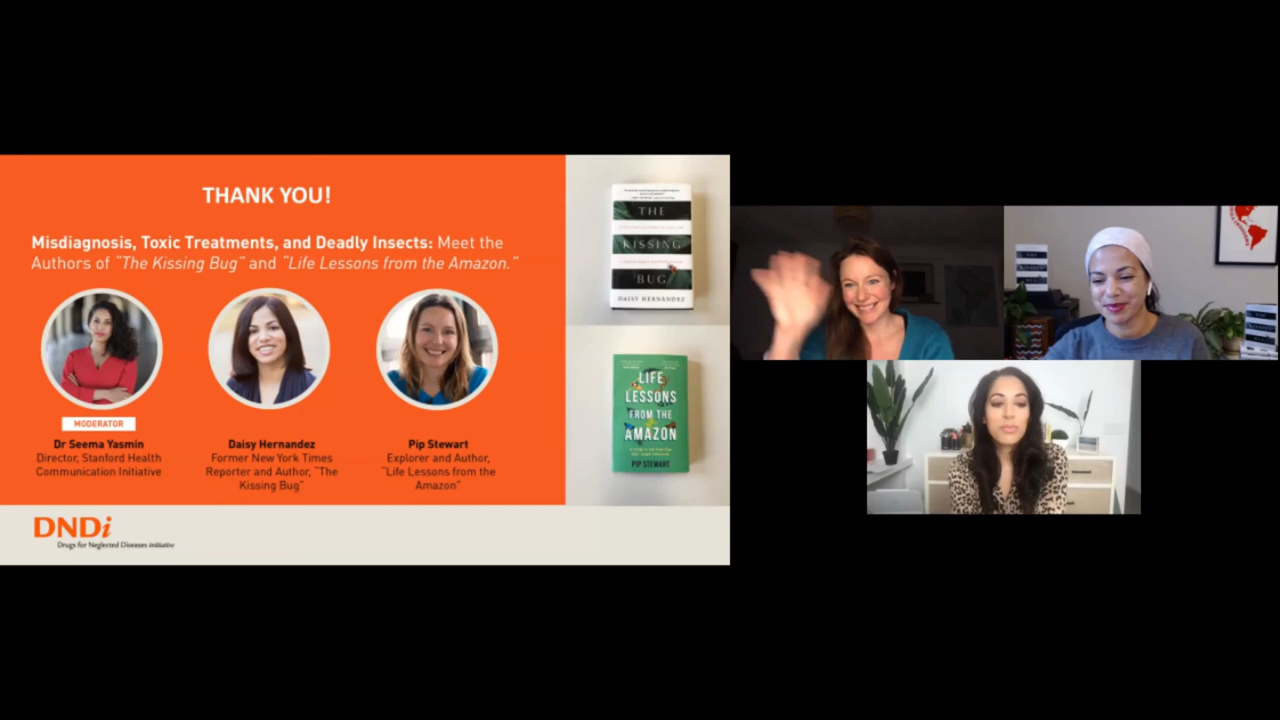 THANK YOU!
Misdiagnosis, Toxic Treatments, and Deadly Insects: Meet the
Authors of "The Kissing Bug" and "Life Lessons from the Amazon."
MODERATOR
Dr Seema Yasmin
Director, Stanford Health
Communication Initiative
Daisy Hernandez
Former New York Times
Reporter and Author, "The
Kissing Bug"
Pip Stewart
Explorer and Author,
"Life Lessons from the
Amazon"
DNDi
Drugs for Neglected Diseases initiative
THE
KISSING
BUG
DAISY HERNÁNDEZ
LIFE
LESSONS
FROM THE
AMAZON
PIP STEWART